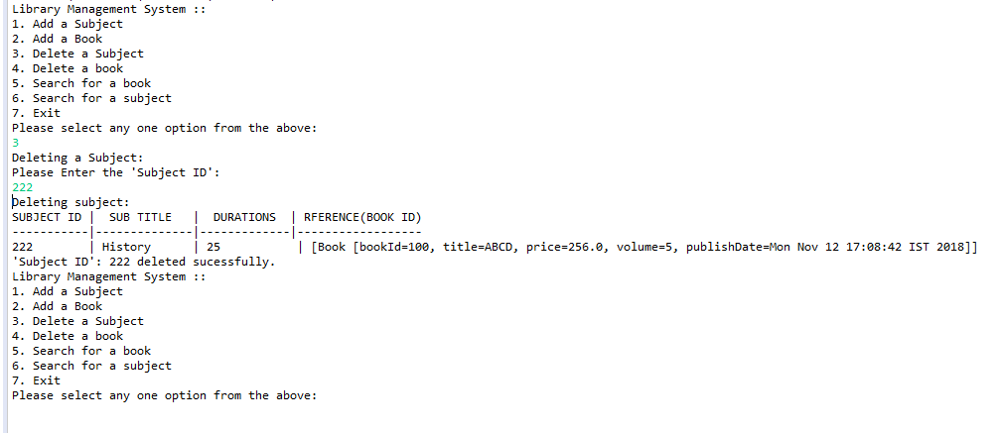 Library Management System ::
1. Add a Subject
2. Add a Book
3. Delete a Subject
4. Delete a book
5. Search for a book
6. Search for a subject
7. Exit
Please select any one option from the above:
3
Deleting a Subject:
Please Enter the 'Subject ID':
222
Deleting subject:
SUBJECT ID |  SUB TITLE   |  DURATIONS  | RFERENCE(BOOK ID)
-----------|--------------|-------------|------------------
222        | History      | 25          | [Book [bookId=100, title=ABCD, price=256.0, volume=5, publishDate=Mon Nov 12 17:08:42 IST 2018]]
'Subject ID': 222 deleted sucessfully.
Library Management System ::
1. Add a Subject
2. Add a Book
3. Delete a Subject
4. Delete a book
5. Search for a book
6. Search for a subject
7. Exit
Please select any one option from the above: